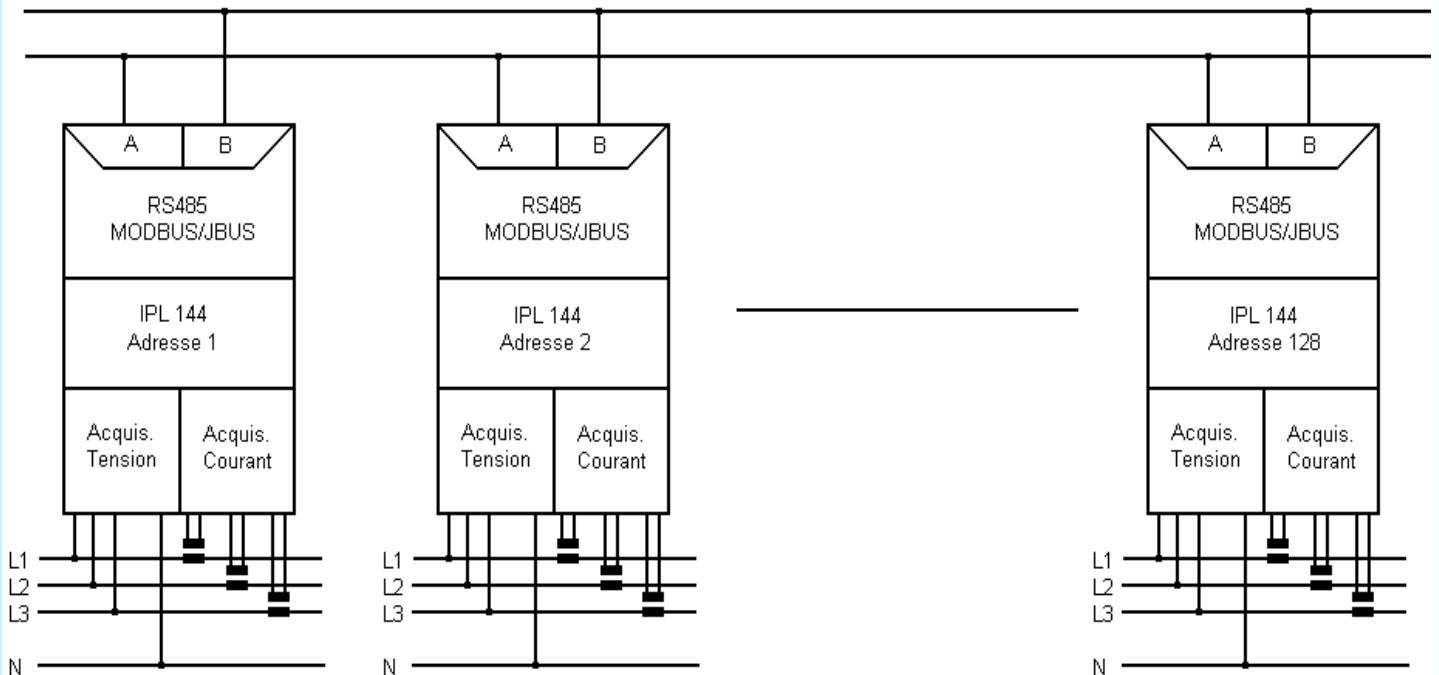 A B
RS485
MODBUS/JBUS
IPL 144
Adresse 1
Acquis.
Tension
Acquis.
Courant
L1
L2
L3
N
A B
RS485
MODBUS/JBUS
IPL 144
Adresse 2
Acquis.
Tension
Acquis.
Courant
L1
L2
L3
N
A B
RS485
MODBUS/JBUS
IPL 144
Adresse 128
Acquis.
Tension
Acquis.
Courant
L1
L2
L3
N